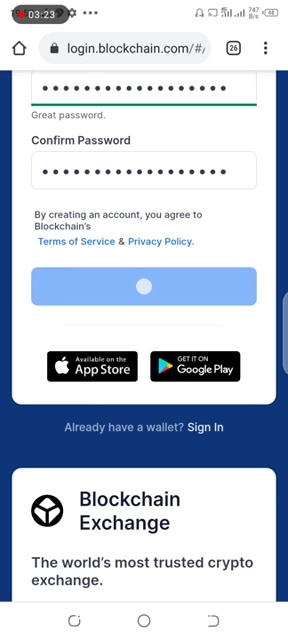 03:23
747
B/s
48
login.blockchain.com/#/
26
Great password.
Confirm Password
By creating an account, you agree to
Blockchain's
Terms of Service & Privacy Policy.
Available on the
App Store
GET IT ON
Google Play
Already have a wallet? Sign In
Blockchain
Exchange
The world's most trusted crypto
exchange.